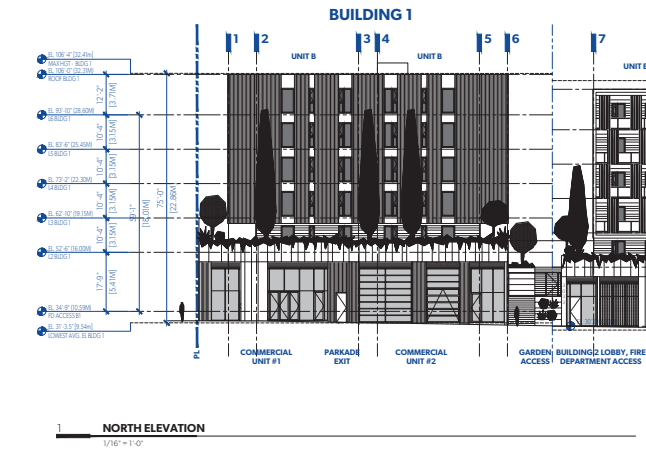 BUILDING 1
1 2 3 4 5 6 7
UNIT B UNIT B UNIT B
EL 106'-4" [32.41m]
MAX HGT - BLDG 1
EL 106'-0" [32.31M]
ROOF BLDG 1
12'-2" [3.71M]
EL 93'-10" (28.60M)
L6 BLDG 1
10'-4" [3.15M]
EL 83'-6" (25.45M)
L5 BLDG 1
10'-4" [3.15M]
EL 73'-2" (22.30M)
L4 BLDG 1
10'-4" [3.15M]
EL 62'-10" (19.15M)
L3 BLDG 1
10'-4" [3.15M]
EL 52'-6" (16.00M)
L2 BLDG 1
17'-9" [5.41M]
EL 34'-9" (10.59M)
FD ACCESS B1
EL 31'-3.5" [9.54m]
LOWEST AVG. EL BLDG 1
59'-1" [18.01M]
75'-0" [22.86M]
PL
COMMERCIAL
UNIT #1
PARKADE
EXIT
COMMERCIAL
UNIT #2
GARDEN
ACCESS
BUILDING 2 LOBBY, FIRE
DEPARTMENT ACCESS
1 NORTH ELEVATION
1/16" = 1'-0"